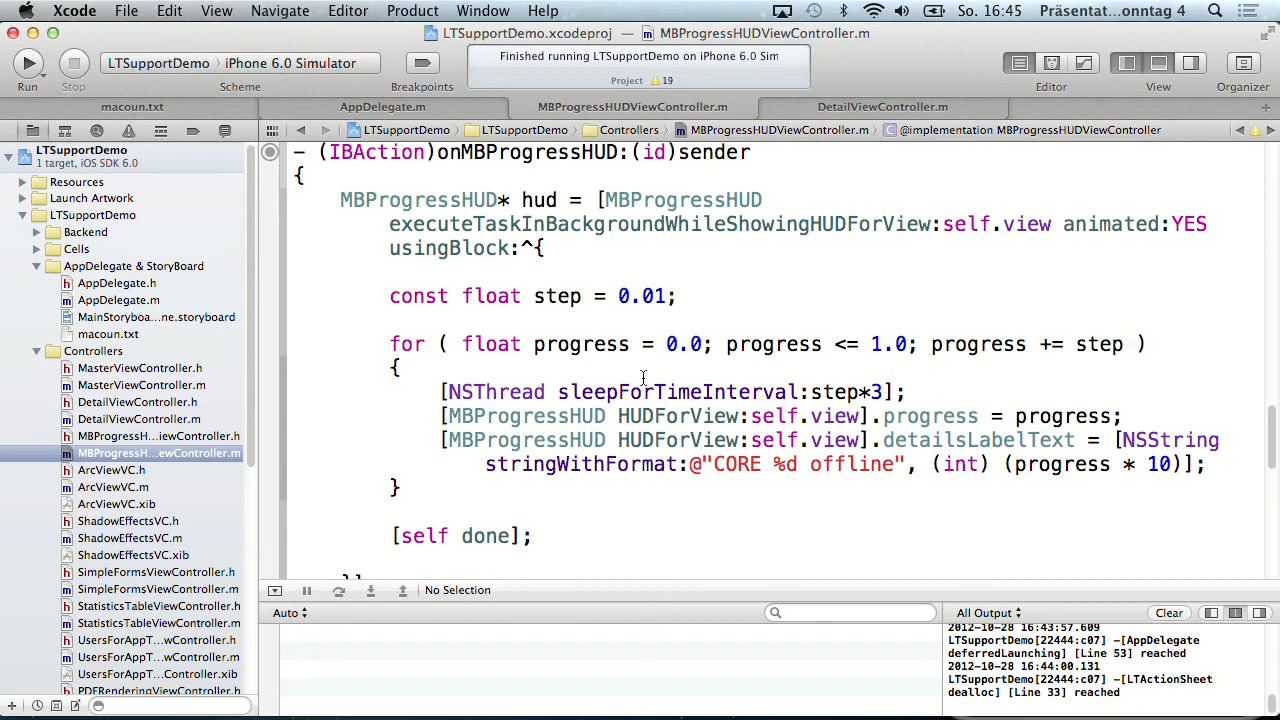 Xcode File Edit View Navigate Editor Product Window Help So. 16:45 Präsentat...onntag 4
LTSupportDemo.xcodeproj — MBProgressHUDViewController.m
LTSupportDemo iPhone 6.0 Simulator
Finished running LTSupportDemo on iPhone 6.0 Sim
Project 19
Run Stop Scheme Breakpoints Editor View Organizer
macoun.txt AppDelegate.m MBProgressHUDViewController.m DetailViewController.m
LTSupportDemo LTSupportDemo Controllers MBProgressHUDViewController.m @implementation MBProgressHUDViewController
LTSupportDemo
1 target, iOS SDK 6.0
Resources
Launch Artwork
LTSupportDemo
Backend
Cells
AppDelegate & StoryBoard
AppDelegate.h
AppDelegate.m
MainStoryboa...ne.storyboard
macoun.txt
Controllers
MasterViewController.h
MasterViewController.m
DetailViewController.h
DetailViewController.m
MBProgressH...iewController.h
MBProgressH...ewController.m
ArcViewVC.h
ArcViewVC.m
ArcViewVC.xib
ShadowEffectsVC.h
ShadowEffectsVC.m
ShadowEffectsVC.xib
SimpleFormsViewController.h
SimpleFormsViewController.m
StatisticsTableViewController.h
StatisticsTableViewController.m
UsersForAppT...wController.h
UsersForAppT...wController.m
UsersForAppT...Controller.xib
PDFRenderingViewController.h
- (IBAction)onMBProgressHUD:(id)sender
{
MBProgressHUD* hud = [MBProgressHUD
executeTaskInBackgroundWhileShowingHUDForView:self.view animated:YES
usingBlock:^{
const float step = 0.01;
for ( float progress = 0.0; progress <= 1.0; progress += step )
{
[NSThread sleepForTimeInterval:step*3];
[MBProgressHUD HUDForView:self.view].progress = progress;
[MBProgressHUD HUDForView:self.view].detailsLabelText = [NSString
stringWithFormat:@"CORE %d offline", (int) (progress * 10)];
}
[self done];
}];
No Selection
Auto
All Output Clear
2012-10-28 16:43:57.609
LTSupportDemo[22444:c07] -[AppDelegate
deferredLaunching] [Line 53] reached
2012-10-28 16:44:00.131
LTSupportDemo[22444:c07] -[LTActionSheet
dealloc] [Line 33] reached